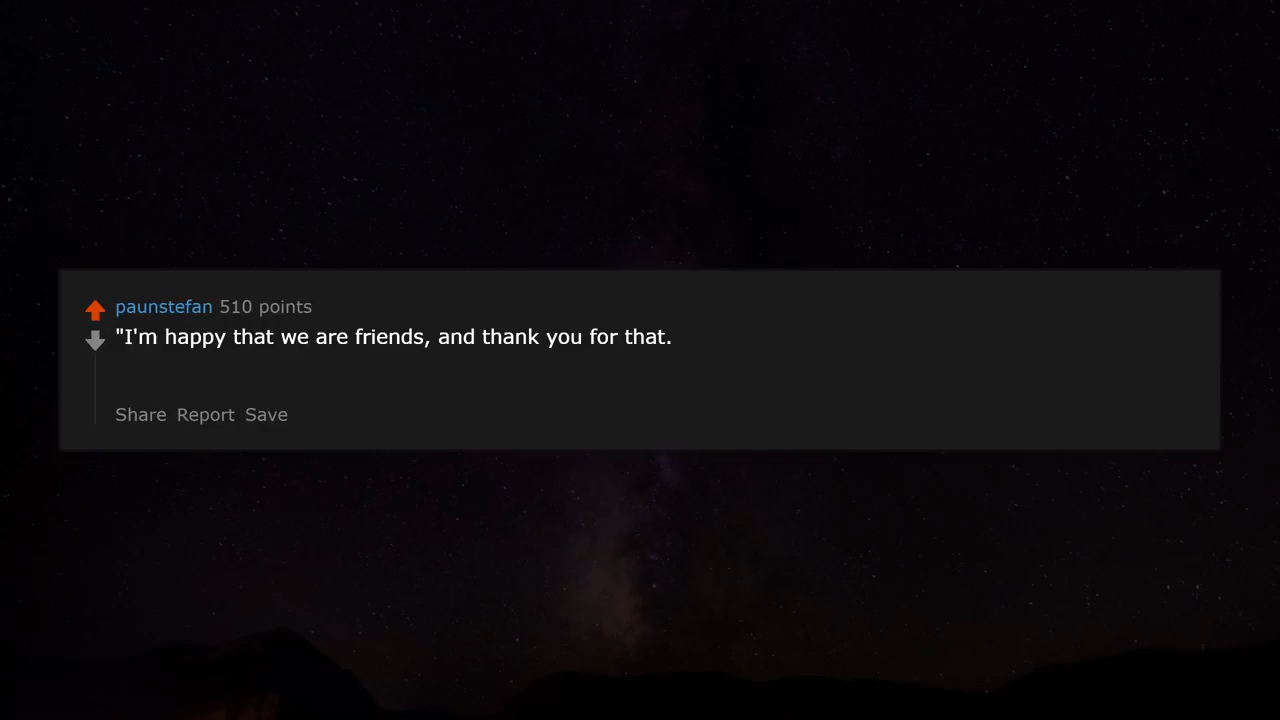 paunstefan 510 points
"I'm happy that we are friends, and thank you for that.
Share Report Save